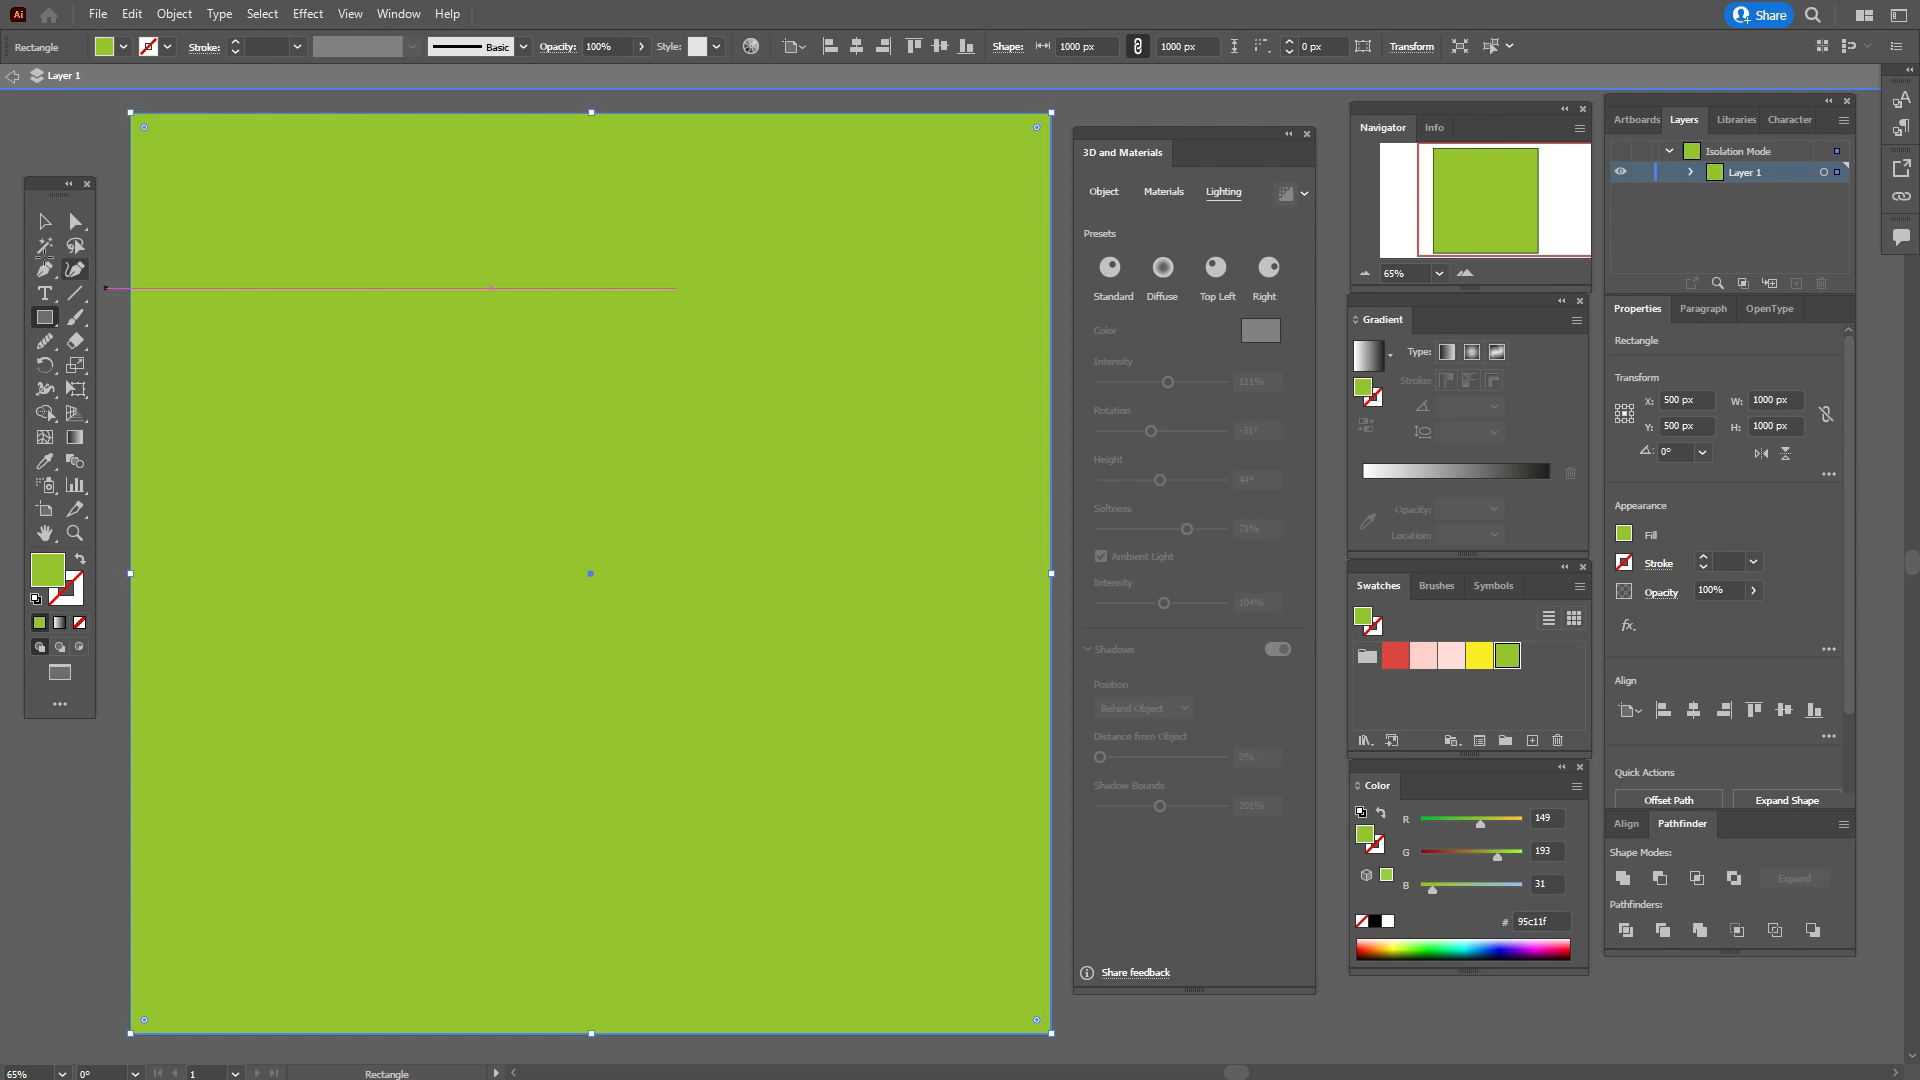 Ai File Edit Object Type Select Effect View Window Help Share
Rectangle Stroke: Basic Opacity: 100% Style: Shape: 1000 px 1000 px 0 px Transform
Layer 1
3D and Materials
Object Materials Lighting
Presets
Standard Diffuse Top Left Right
Color
Intensity
111%
Rotation
-31°
Height
44°
Softness
71%
Ambient Light
Intensity
104%
Shadows
Position
Behind Object
Distance from Object
0%
Shadow Bounds
201%
Share feedback
Navigator Info
65%
Gradient
Type:
Stroke:
Opacity:
Location:
Swatches Brushes Symbols
Color
R 149
G 193
B 31
# 95c11f
Artboards Layers Libraries Character
Isolation Mode
Layer 1
Properties Paragraph OpenType
Rectangle
Transform
X: 500 px W: 1000 px
Y: 500 px H: 1000 px
0°
Appearance
Fill
Stroke
Opacity 100%
fx.
Align
Quick Actions
Offset Path Expand Shape
Align Pathfinder
Shape Modes:
Expand
Pathfinders:
65% 0° 1 Rectangle